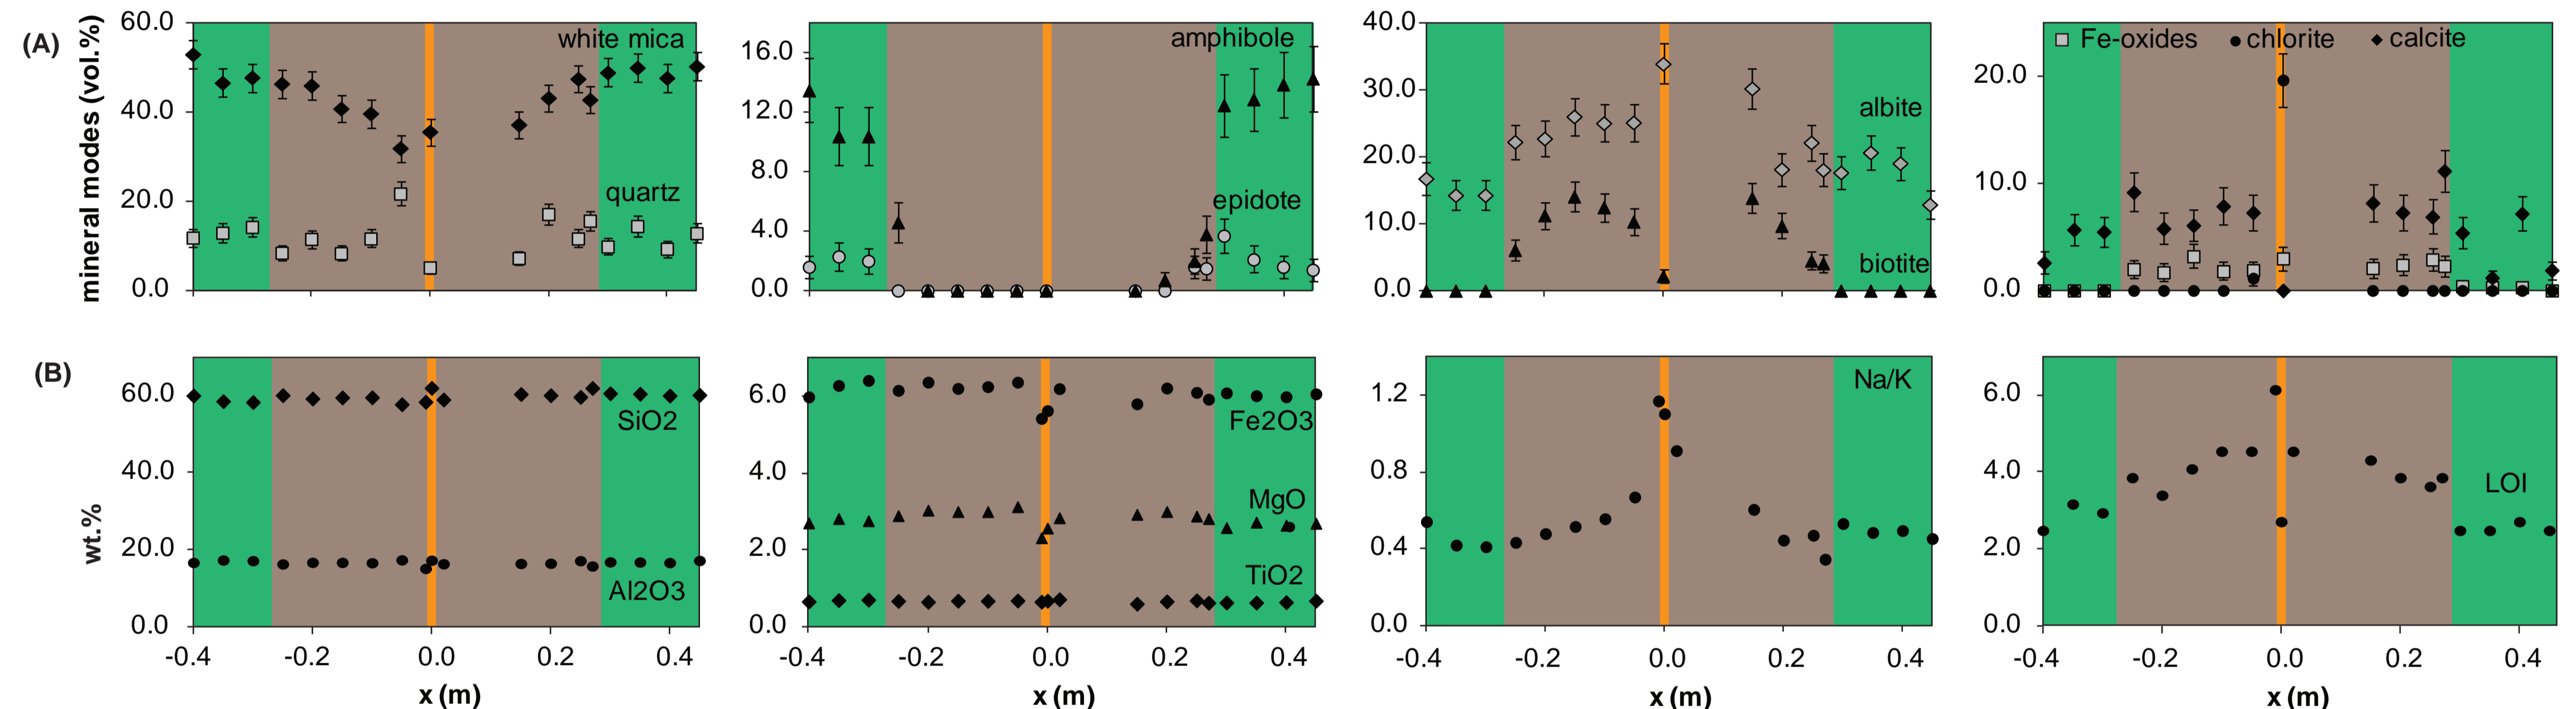 (A)
mineral modes (vol.%)
60.0
40.0
20.0
0.0
white mica
quartz
16.0
12.0
8.0
4.0
0.0
amphibole
epidote
40.0
30.0
20.0
10.0
0.0
albite
biotite
20.0
10.0
0.0
Fe-oxides chlorite calcite
(B)
wt.%
60.0
40.0
20.0
0.0
SiO2
Al2O3
-0.4 -0.2 0.0 0.2 0.4
x (m)
6.0
4.0
2.0
0.0
Fe2O3
MgO
TiO2
-0.4 -0.2 0.0 0.2 0.4
x (m)
1.2
0.8
0.4
0.0
Na/K
-0.4 -0.2 0.0 0.2 0.4
x (m)
6.0
4.0
2.0
0.0
LOI
-0.4 -0.2 0.0 0.2 0.4
x (m)